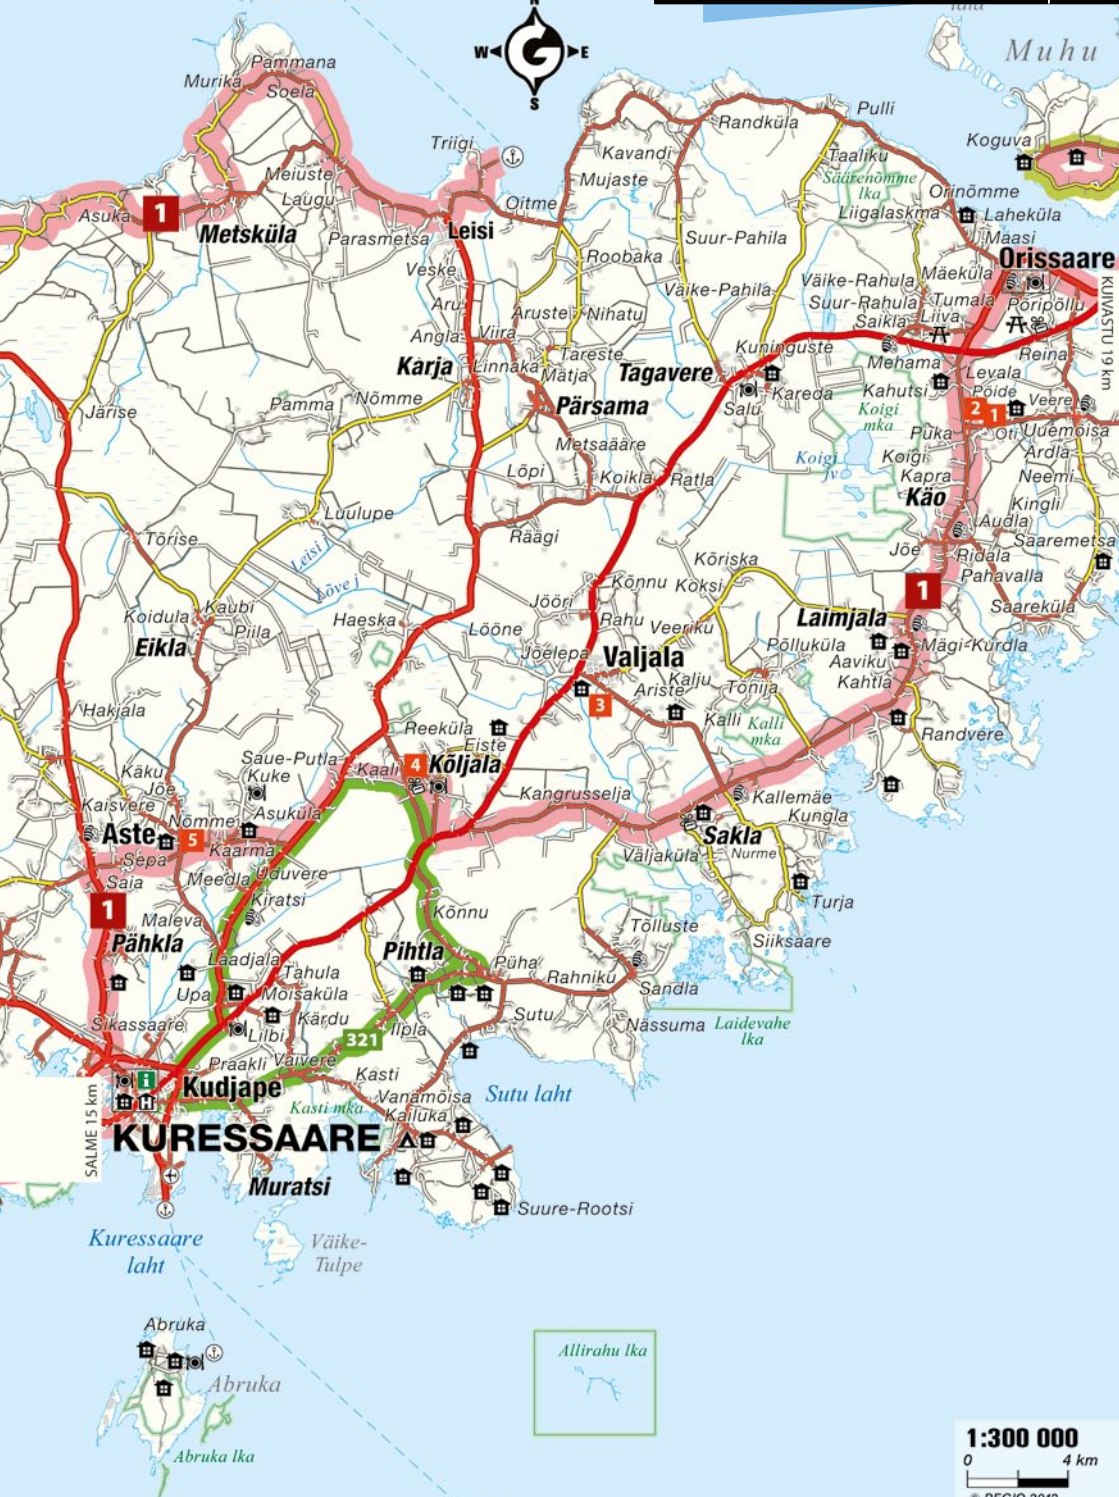 N
W
E
S
G
Muhu
Pammana
Murika
Soela
Pulli
Triigi
Randküla
Koguva
Kavandi
Taaliku
Meiuste
Mujaste
Säärenõmme
lka
Orinõmme
Laugu
Oitme
Asuka
1
Liigalaskma
Laheküla
Metsküla
Parasmetsa
Leisi
Suur-Pahila
Maasi
Orissaare
Roobaka
Veske
Väike-Rahula
Mäeküla
Väike-Pahila
Suur-Rahula
Tumala
Põripõllu
KUIVASTU 19 km
Aru
Aruste
Nihatu
Saikla
Liiva
Angla
Viira
Kuninguste
Reina
Karja
Linnaka
Tareste
Mehama
Mätja
Tagavere
Levala
Kareda
Kahutsi
Pöide
Järise
Pamma
Nõmme
Pärsama
Salu
Koigi
mka
2
1
Veere
Puka
Oti
Uuemõisa
Metsaääre
Koigi
jv
Koigi
Ardla
Lõpi
Koikla
Ratla
Kapra
Neemi
Kao
Kingli
Luulupe
Audla
Räägi
Tõrise
Jõe
Saaremetsa
Leisi j
Ridala
Kõriska
Pahavalla
Lõve j
Kõnnu
Koksi
1
Jööri
Koidula
Kaubi
Haeska
Rahu
Laimjala
Saareküla
Piila
Lööne
Veeriku
Eikla
Jõelepa
Valjala
Põlluküla
Mägi-Kurdla
Aaviku
Kalju
Kahtla
Ariste
Tõnija
3
Hakjala
Kalli
Kalli
mka
Reeküla
Randvere
Eiste
Saue-Putla
Kaali
4
Kõljala
Käku
Kuke
Jõe
Kangrusselja
Kallemäe
Kaisvere
Nõmme
Asuküla
Kungla
Aste
5
Sakla
Sepa
Kaarma
Väljaküla
Nurme
Saia
Meedla
Uduvere
Kiratsi
Turja
1
Maleva
Kõnnu
Tõlluste
Pähkla
Pihtla
Siiksaare
Laadjala
Püha
Tahula
Rahniku
Sandla
Upa
Mõisaküla
Sutu
Sikassaare
Kärdu
Ilpla
Nässuma
Laidevahe
lka
Lilbi
321
Praakli
Vaivere
i
Kudjape
Kasti
Sutu laht
Vanamõisa
Kasti mka
Kailuka
SALME 15 km
KURESSAARE
Muratsi
Suure-Rootsi
Kuressaare
laht
Väike-
Tulpe
Abruka
Allirahu lka
Abruka
Abruka lka
1:300 000
0
4 km